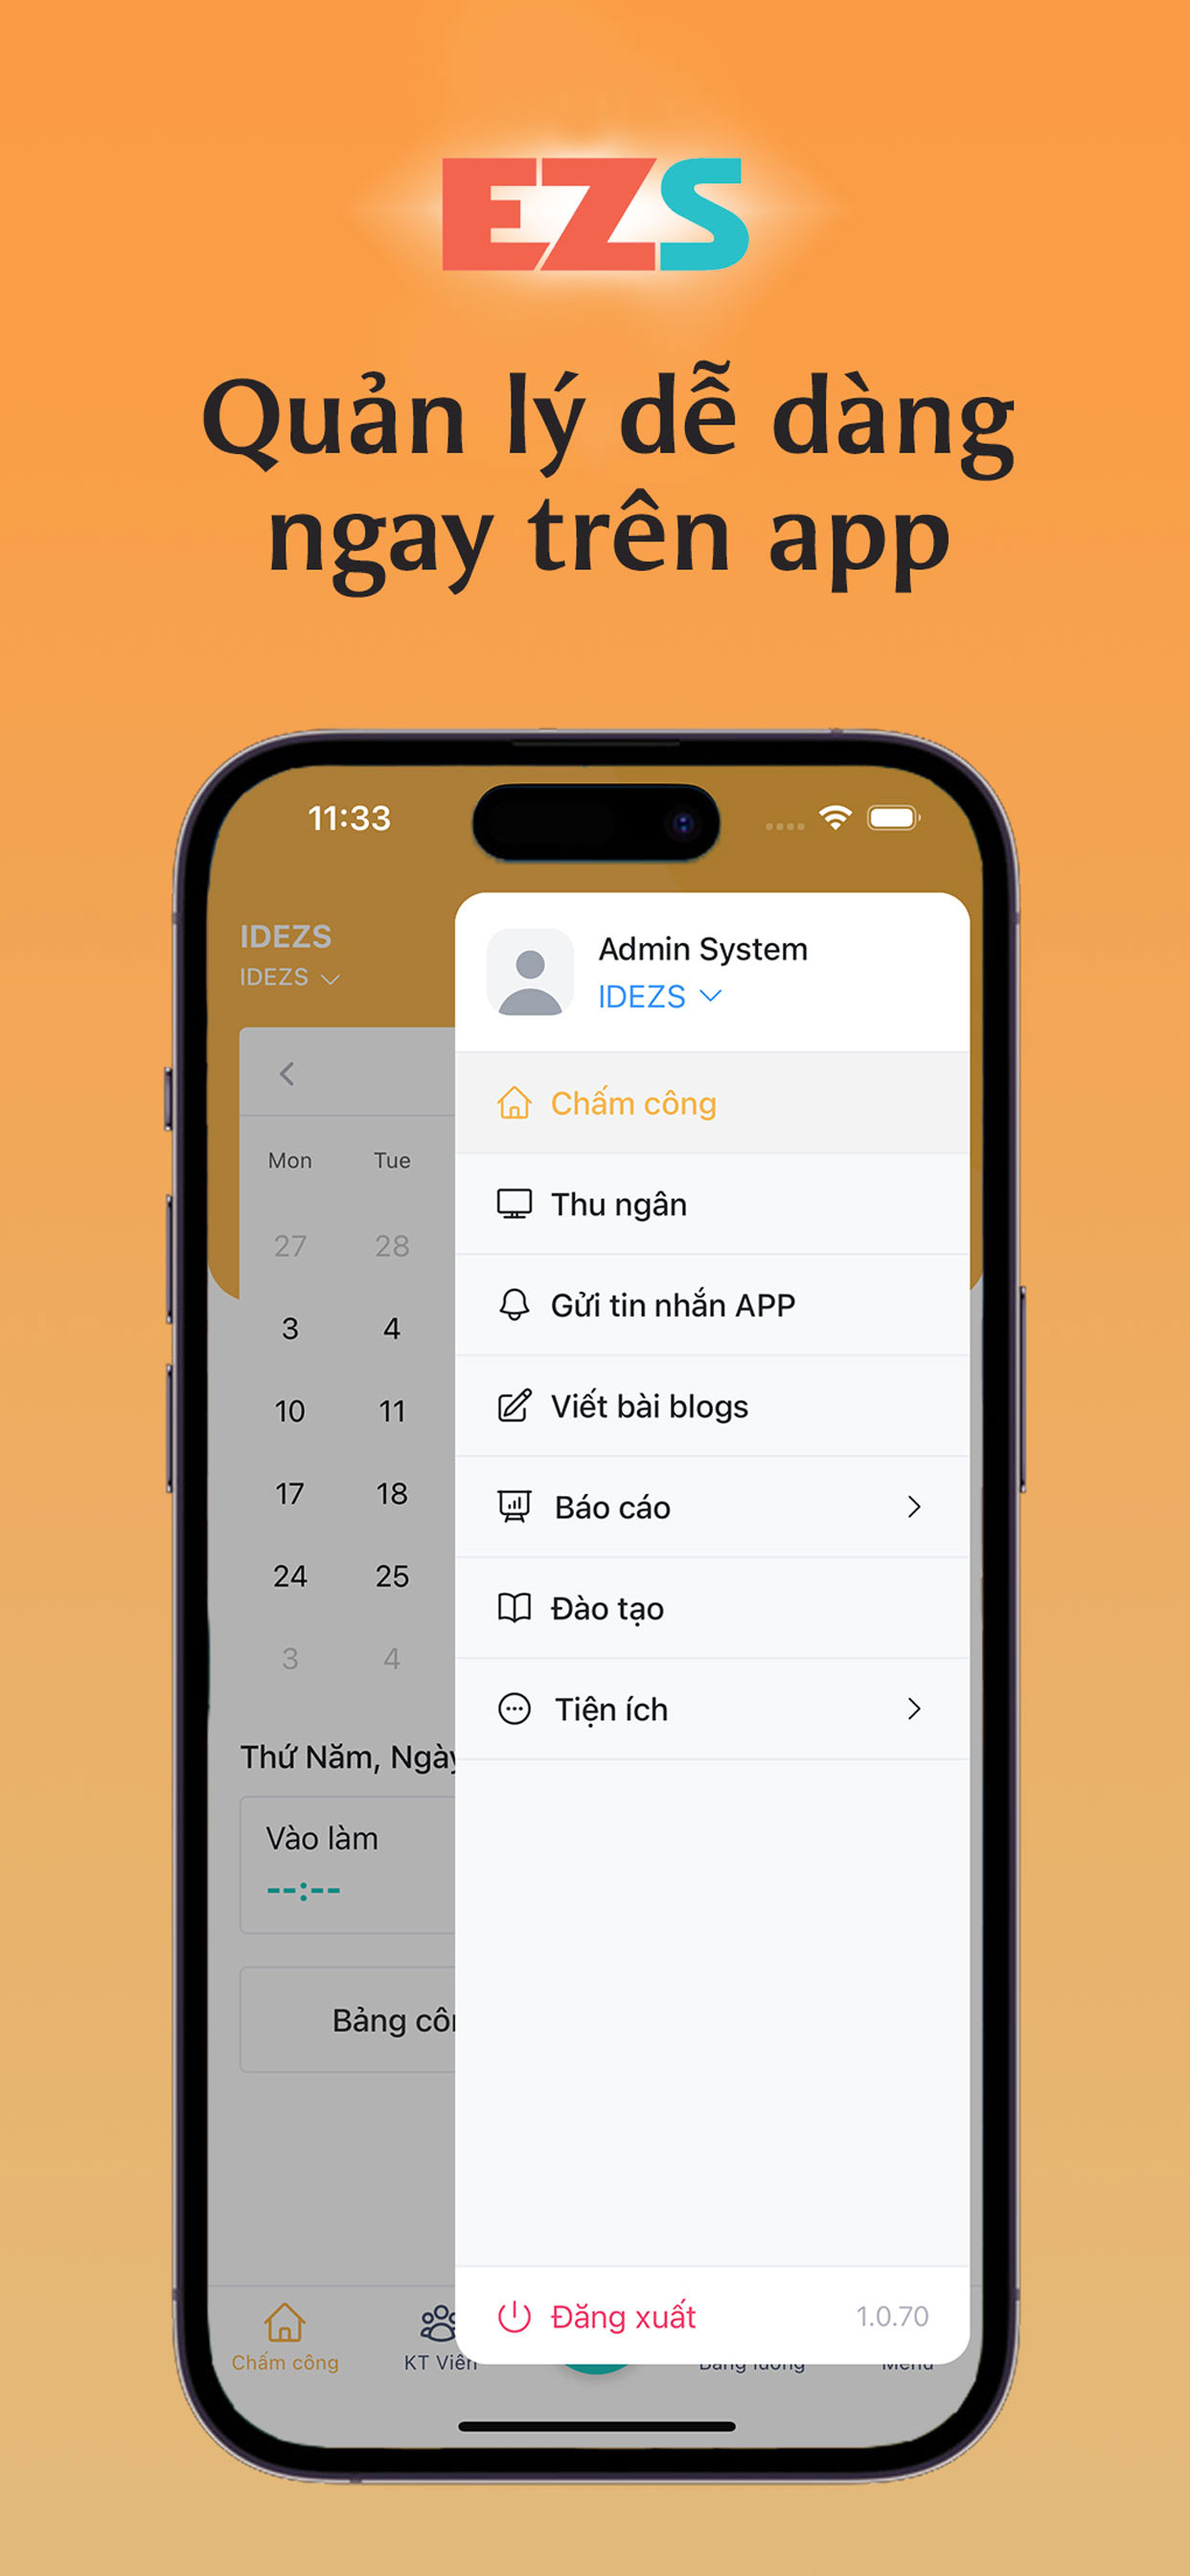 EZS
Quản lý dễ dàng
ngay trên app
11:33
IDEZS
IDEZS
Admin System
IDEZS
Chấm công
Thu ngân
Gửi tin nhắn APP
Viết bài blogs
Báo cáo
Đào tạo
Tiện ích
Mon Tue
27 28
3 4
10 11
17 18
24 25
3 4
Thứ Năm, Ngày
Vào làm
--:--
Bảng
Đăng xuất 1.0.70
Chấm công KT Viên Menu